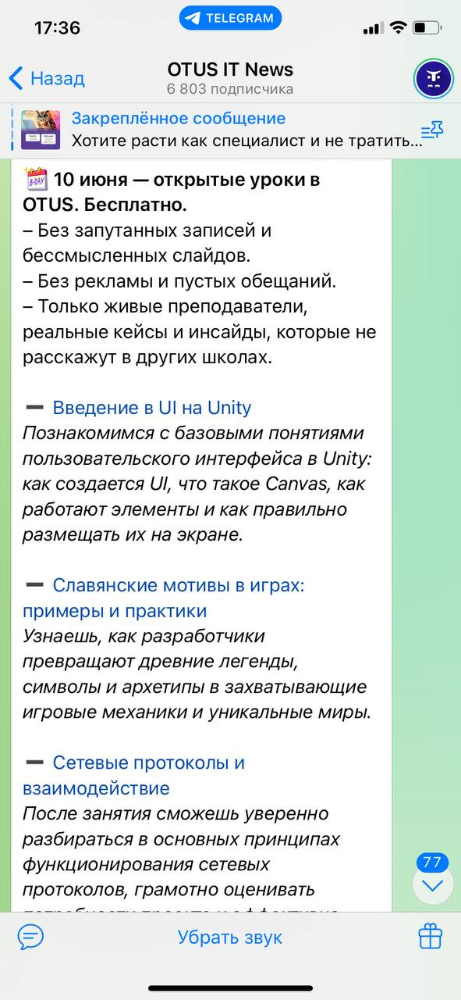 17:36
TELEGRAM
Назад
OTUS IT News
6 803 подписчика
Закреплённое сообщение
Хотите расти как специалист и не тратить...
B-DAY 10 июня — открытые уроки в
OTUS. Бесплатно.
– Без запутанных записей и
бессмысленных слайдов.
– Без рекламы и пустых обещаний.
– Только живые преподаватели,
реальные кейсы и инсайды, которые не
расскажут в других школах.
➖ Введение в UI на Unity
Познакомимся с базовыми понятиями
пользовательского интерфейса в Unity:
как создается UI, что такое Canvas, как
работают элементы и как правильно
размещать их на экране.
➖ Славянские мотивы в играх:
примеры и практики
Узнаешь, как разработчики
превращают древние легенды,
символы и архетипы в захватывающие
игровые механики и уникальные миры.
➖ Сетевые протоколы и
взаимодействие
После занятия сможешь уверенно
разбираться в основных принципах
функционирования сетевых
протоколов, грамотно оценивать
77
Убрать звук